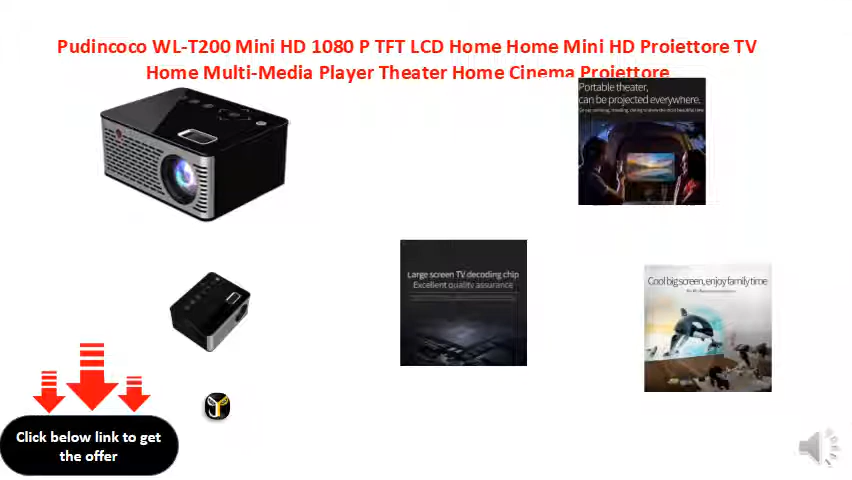 Pudincoco WL-T200 Mini HD 1080 P TFT LCD Home Home Mini HD Proiettore TV
Home Multi-Media Player Theater Home Cinema Proiettore
Portable theater,
can be projected everywhere.
Large screen TV decoding chip
Excellent quality assurance
Cool big screen, enjoy family time
Click below link to get
the offer